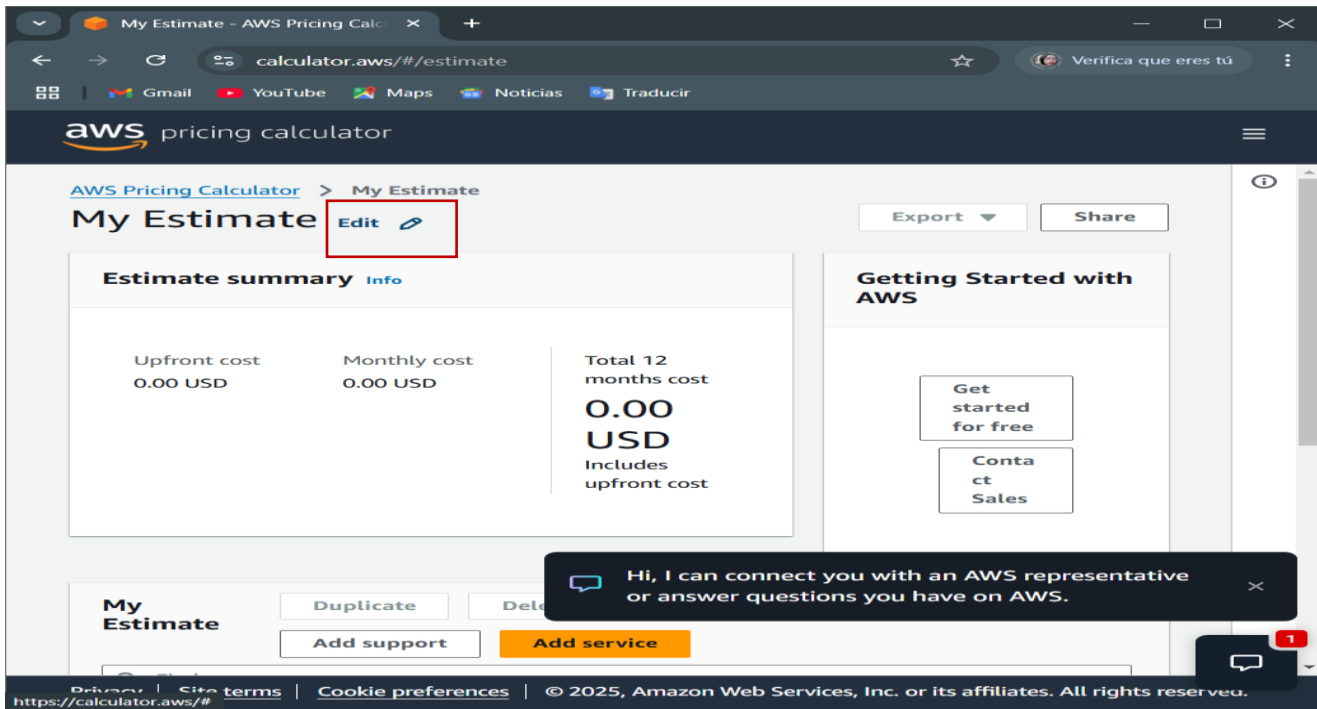 My Estimate - AWS Pricing Calc
calculator.aws/#/estimate
Verifica que eres tú
Gmail
YouTube
Maps
Noticias
Traducir
aws pricing calculator
AWS Pricing Calculator > My Estimate
My Estimate Edit
Export
Share
Estimate summary Info
Upfront cost
0.00 USD
Monthly cost
0.00 USD
Total 12
months cost
0.00
USD
Includes
upfront cost
Getting Started with
AWS
Get
started
for free
Conta
ct
Sales
Hi, I can connect you with an AWS representative
or answer questions you have on AWS.
My
Estimate
Duplicate
Add support
Add service
1
Privacy | Site terms | Cookie preferences | © 2025, Amazon Web Services, Inc. or its affiliates. All rights reserved.
https://calculator.aws/#